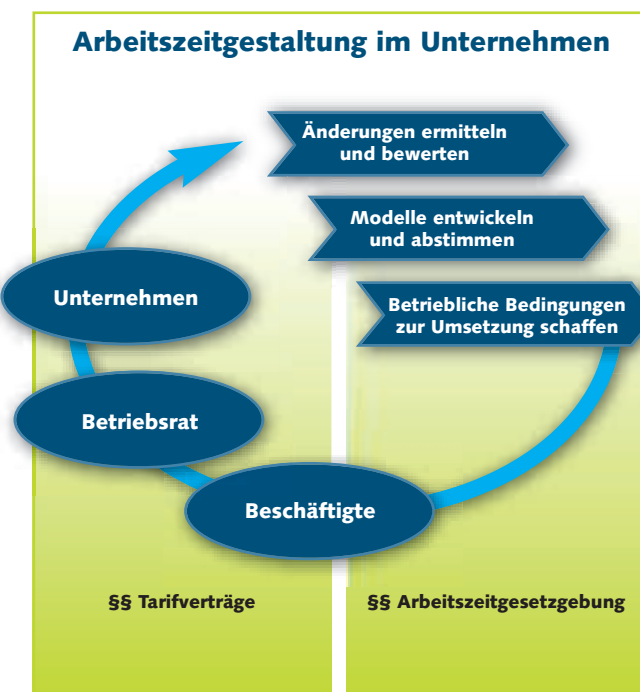 Arbeitszeitgestaltung im Unternehmen
Änderungen ermitteln
und bewerten
Modelle entwickeln
und abstimmen
Betriebliche Bedingungen
zur Umsetzung schaffen
Unternehmen
Betriebsrat
Beschäftigte
§§ Tarifverträge
§§ Arbeitszeitgesetzgebung